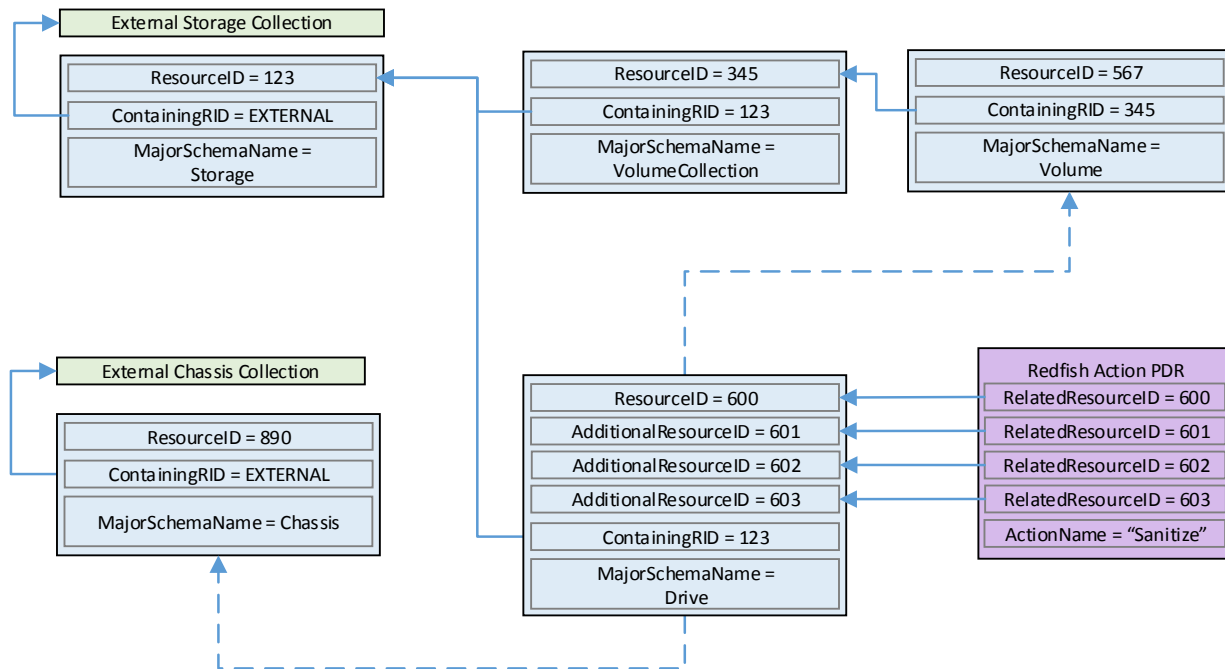 External Storage Collection
ResourceID = 123
ContainingRID = EXTERNAL
MajorSchemaName =
Storage
ResourceID = 345
ContainingRID = 123
MajorSchemaName =
VolumeCollection
ResourceID = 567
ContainingRID = 345
MajorSchemaName =
Volume
External Chassis Collection
ResourceID = 890
ContainingRID = EXTERNAL
MajorSchemaName = Chassis
ResourceID = 600
AdditionalResourceID = 601
AdditionalResourceID = 602
AdditionalResourceID = 603
ContainingRID = 123
MajorSchemaName =
Drive
Redfish Action PDR
RelatedResourceID = 600
RelatedResourceID = 601
RelatedResourceID = 602
RelatedResourceID = 603
ActionName = “Sanitize”